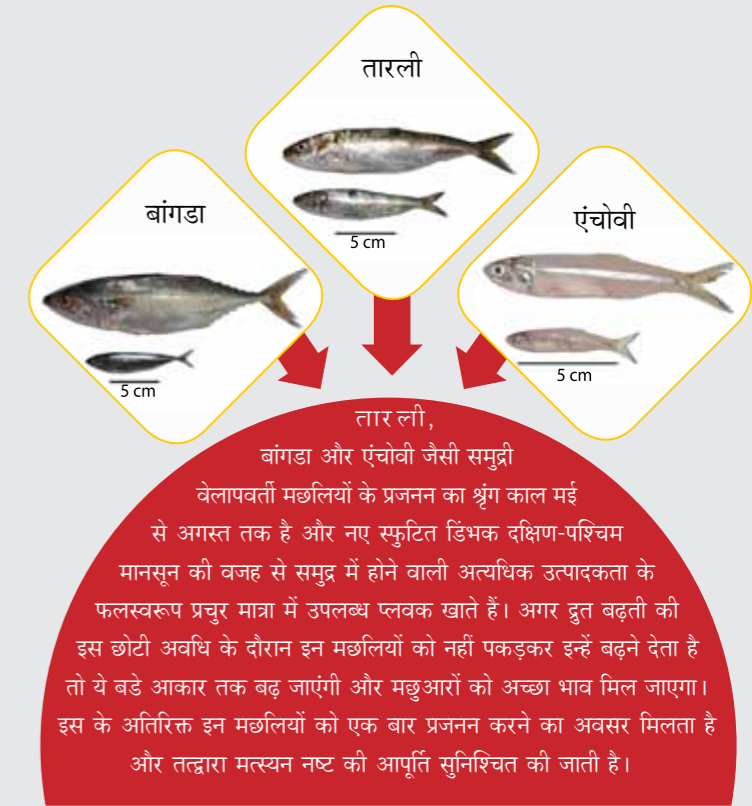 तारली
5 cm
बांगडा
5 cm
एंचोवी
5 cm
तारली,
बांगडा और एंचोवी जैसी समुद्री
वेलापवर्ती मछलियों के प्रजनन का श्रृंग काल मई
से अगस्त तक है और नए स्फुटित डिंभक दक्षिण-पश्चिम
मानसून की वजह से समुद्र में होने वाली अत्यधिक उत्पादकता के
फलस्वरूप प्रचुर मात्रा में उपलब्ध प्लवक खाते हैं। अगर द्रुत बढ़ती की
इस छोटी अवधि के दौरान इन मछलियों को नहीं पकड़कर इन्हें बढ़ने देता है
तो ये बडे आकार तक बढ़ जाएंगी और मछुआरों को अच्छा भाव मिल जाएगा।
इस के अतिरिक्त इन मछलियों को एक बार प्रजनन करने का अवसर मिलता है
और तत्द्वारा मत्स्यन नष्ट की आपूर्ति सुनिश्चित की जाती है।